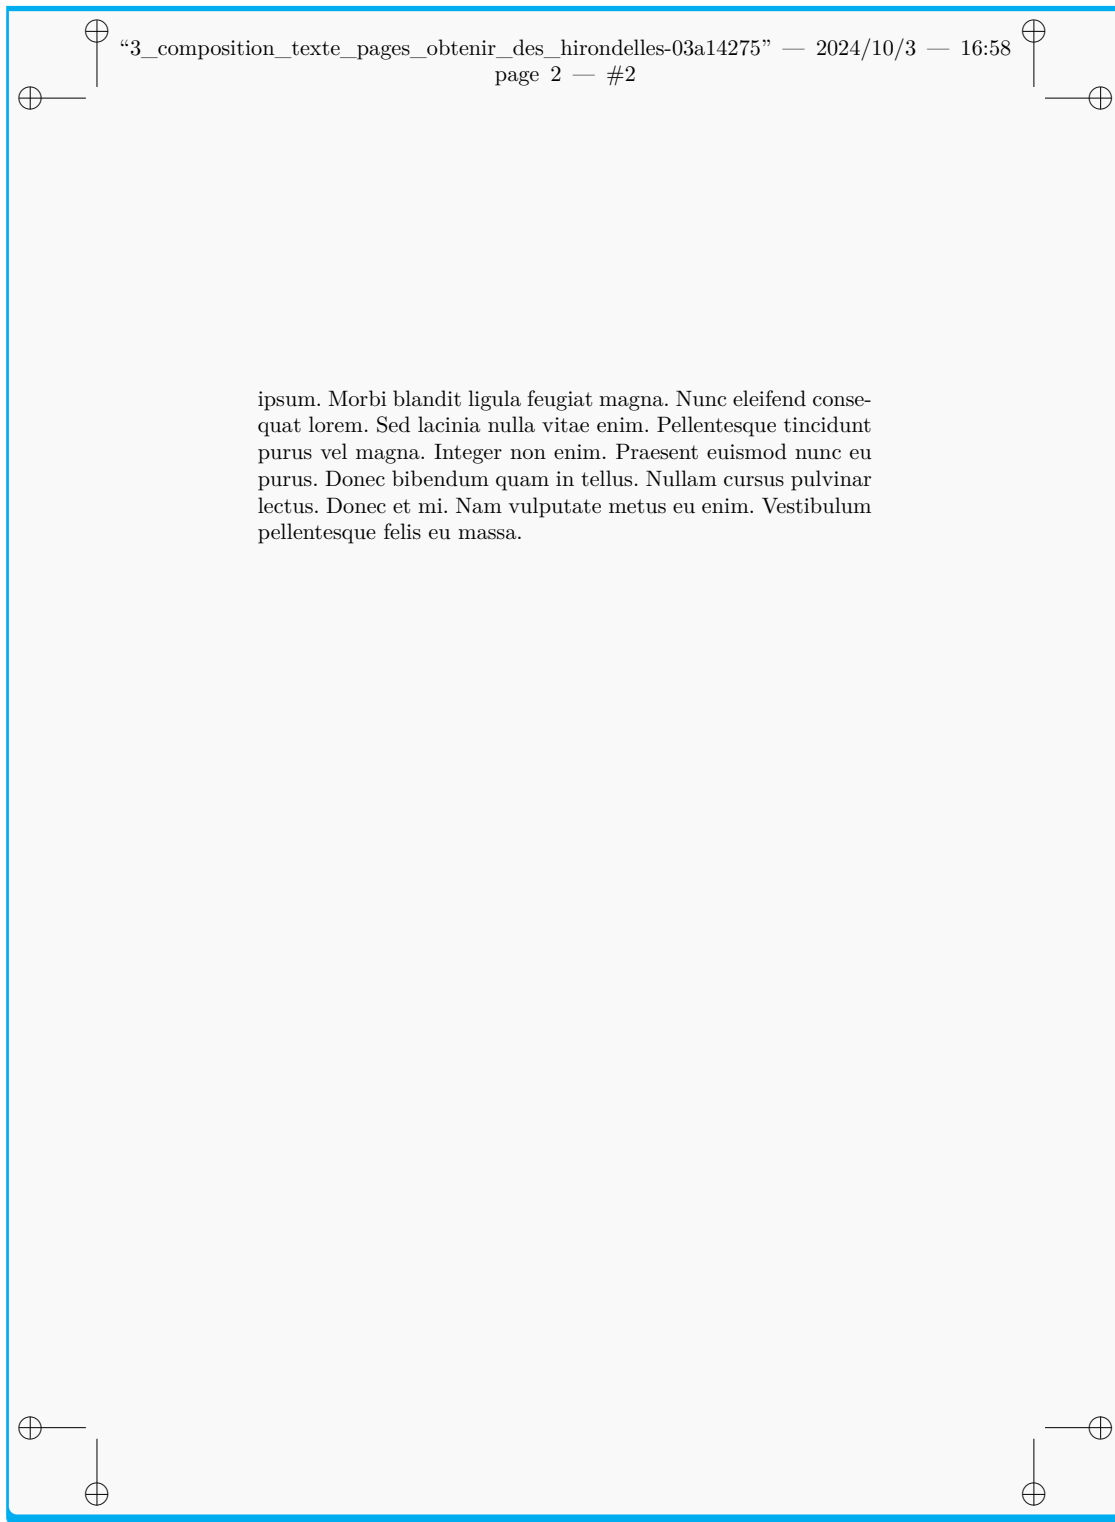 “3_composition_texte_pages_obtenir_des_hirondelles-03a14275” — 2024/10/3 — 16:58
page 2 — #2
ipsum. Morbi blandit ligula feugiat magna. Nunc eleifend conse-
quat lorem. Sed lacinia nulla vitae enim. Pellentesque tincidunt
purus vel magna. Integer non enim. Praesent euismod nunc eu
purus. Donec bibendum quam in tellus. Nullam cursus pulvinar
lectus. Donec et mi. Nam vulputate metus eu enim. Vestibulum
pellentesque felis eu massa.